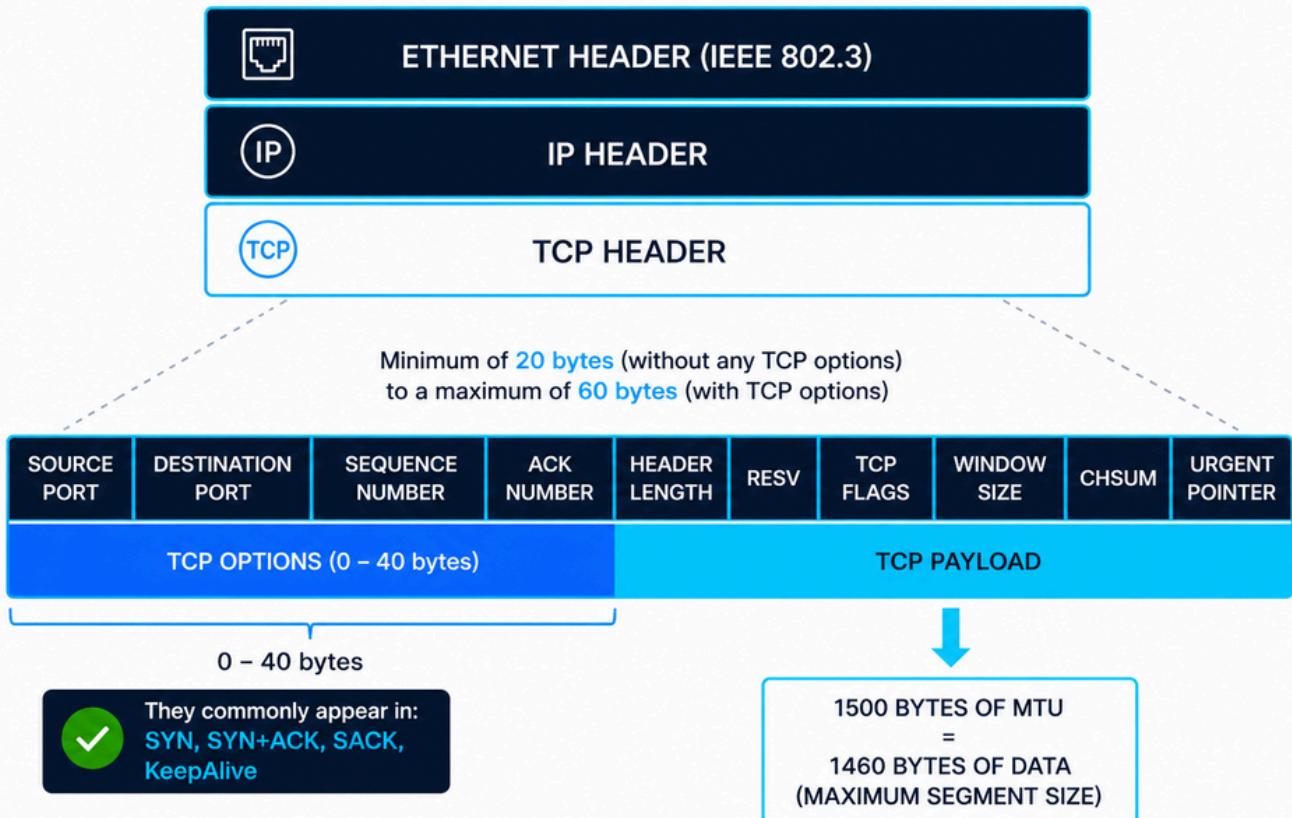 ETHERNET HEADER (IEEE 802.3)
IP
IP HEADER
TCP
TCP HEADER
Minimum of 20 bytes (without any TCP options)
to a maximum of 60 bytes (with TCP options)
SOURCE
PORT
DESTINATION
PORT
SEQUENCE
NUMBER
ACK
NUMBER
HEADER
LENGTH
RESV
TCP
FLAGS
WINDOW
SIZE
CHSUM
URGENT
POINTER
TCP OPTIONS (0 – 40 bytes)
TCP PAYLOAD
0 – 40 bytes
They commonly appear in:
SYN, SYN+ACK, SACK,
KeepAlive
1500 BYTES OF MTU
=
1460 BYTES OF DATA
(MAXIMUM SEGMENT SIZE)